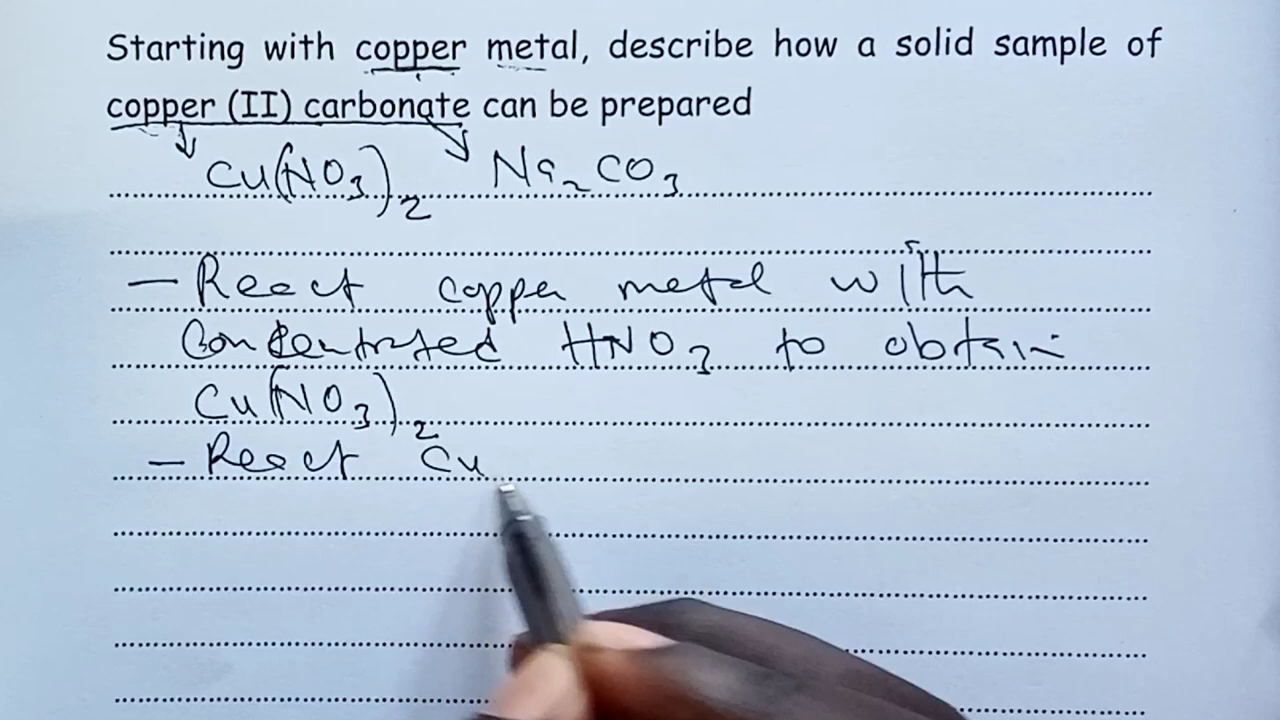 Starting with copper metal, describe how a solid sample of
copper (II) carbonate can be prepared
Cu(NO₃)₂ Na₂CO₃
– React copper metal with
Concentrated HNO₃ to obtain
Cu(NO₃)₂
– React Cu